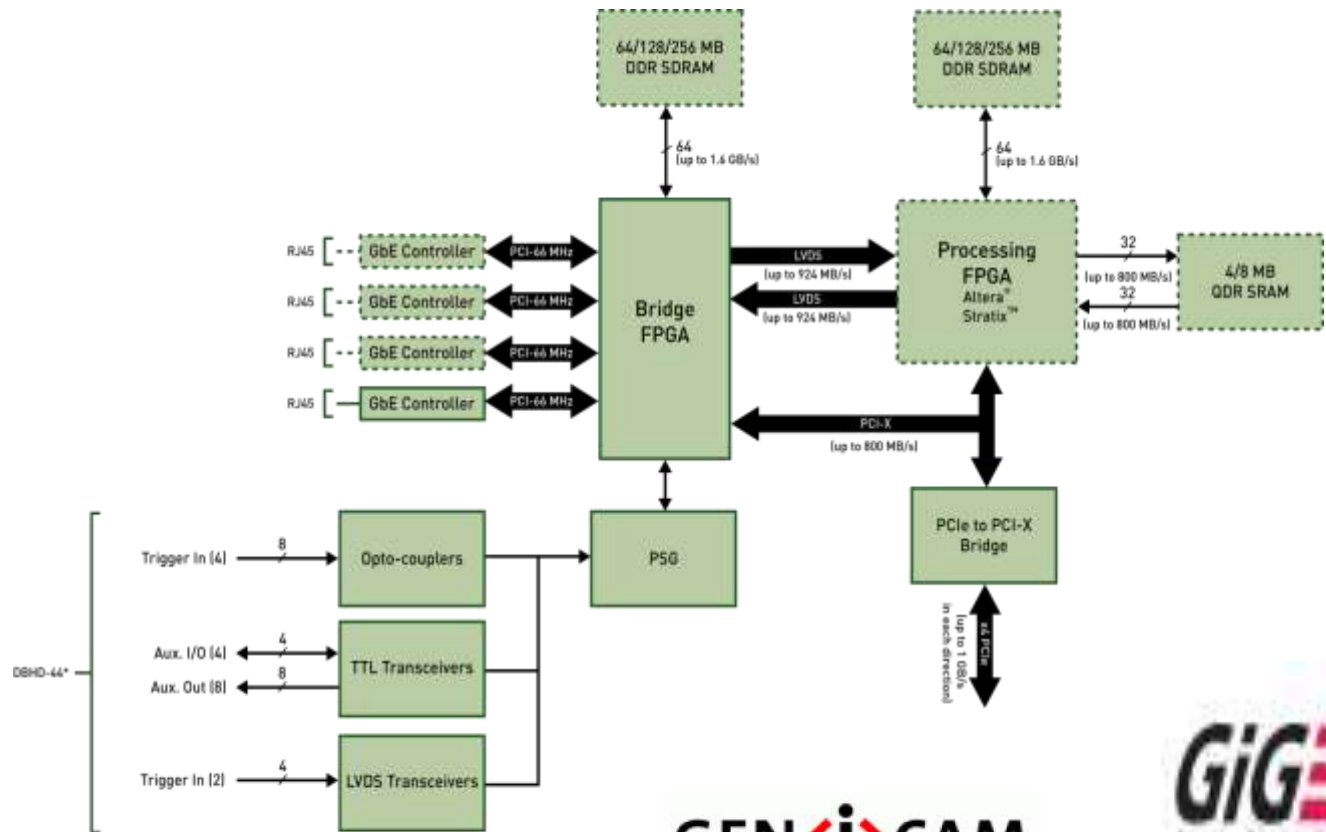 64/128/256 MB
DDR SDRAM
64/128/256 MB
DDR SDRAM
64
(up to 1.6 GB/s)
64
(up to 1.6 GB/s)
RJ45
GbE Controller
PCI-66 MHz
RJ45
GbE Controller
PCI-66 MHz
RJ45
GbE Controller
PCI-66 MHz
RJ45
GbE Controller
PCI-66 MHz
Bridge
FPGA
LVDS
(up to 924 MB/s)
LVDS
(up to 924 MB/s)
Processing
FPGA
Altera®
Stratix™
32
(up to 800 MB/s)
32
(up to 800 MB/s)
4/8 MB
QDR SRAM
PCI-X
(up to 800 MB/s)
PCIe to PCI-X
Bridge
x4 PCIe
(up to 1 GB/s
in each direction)
PSG
DBHD-44*
Trigger In (4)
8
Opto-couplers
Aux. I/O (4)
4
Aux. Out (8)
8
TTL Transceivers
Trigger In (2)
4
LVDS Transceivers
GEN<i>CAM
GiG